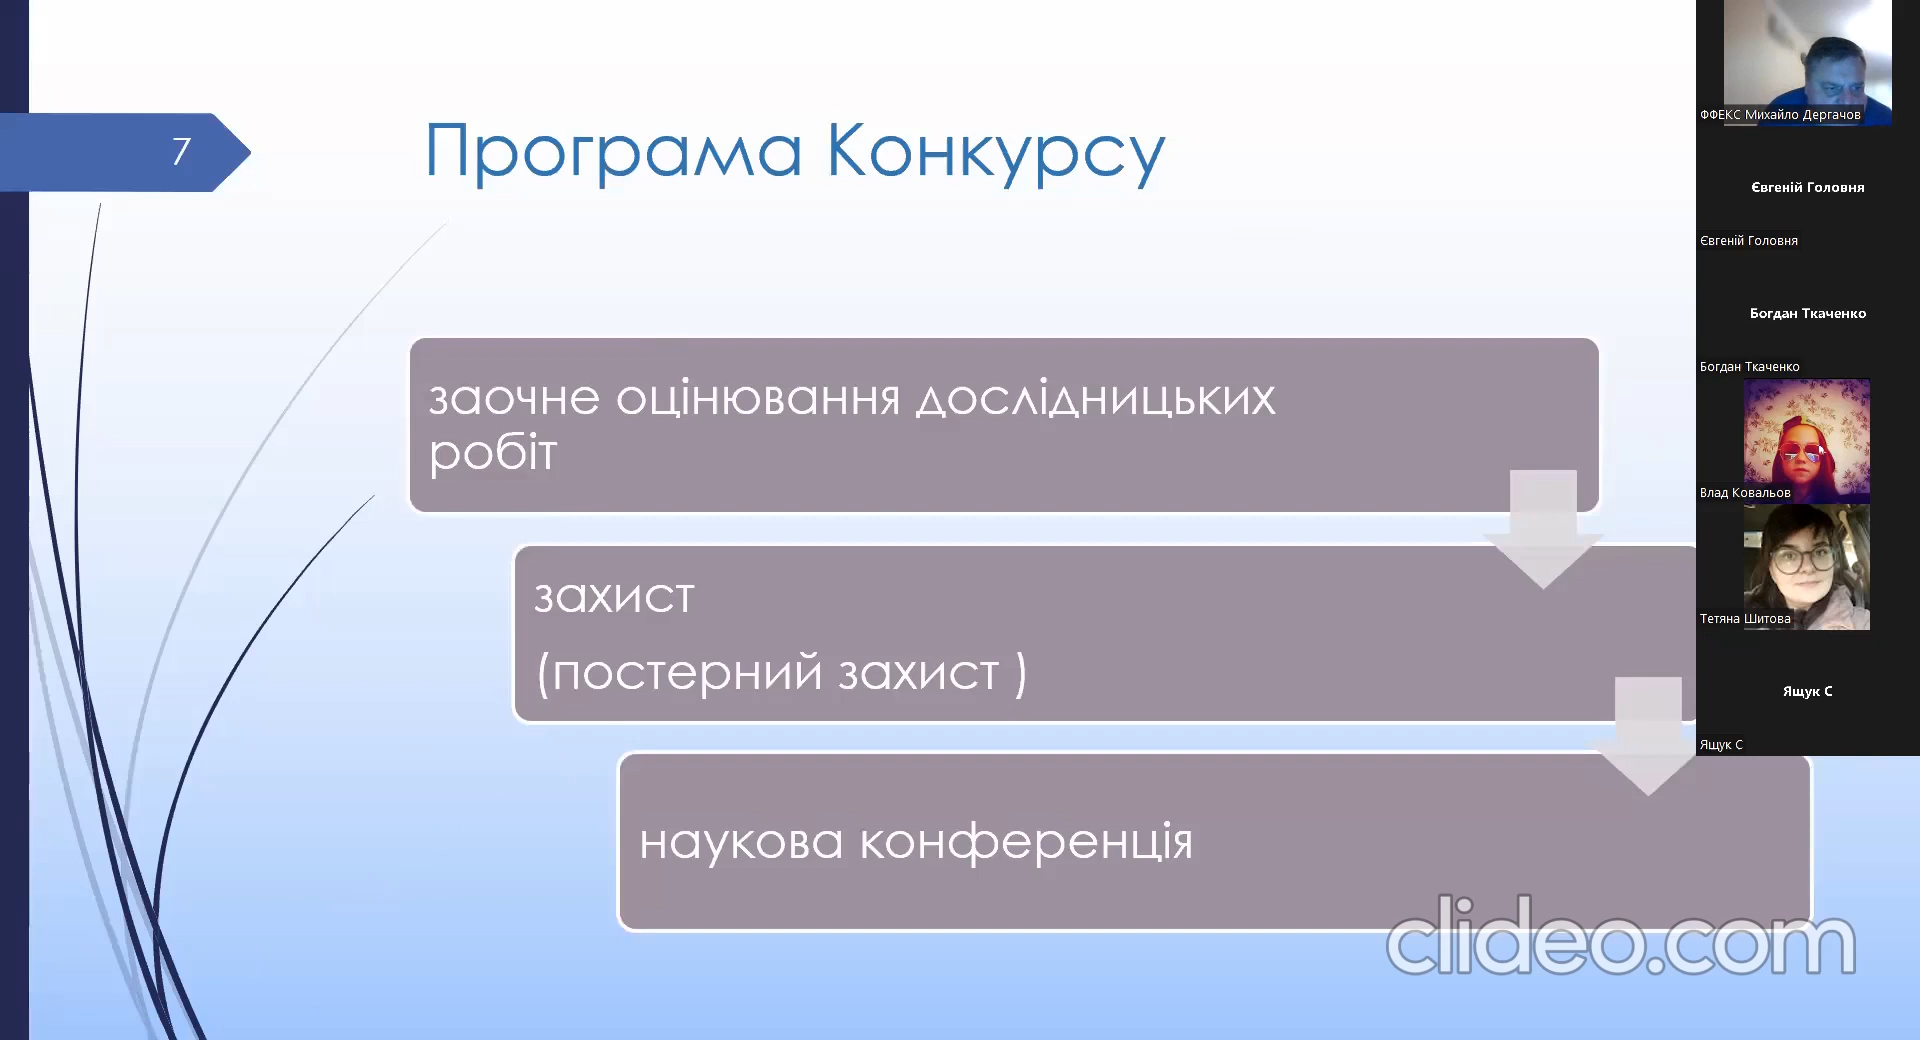 7
Програма Конкурсу
заочне оцінювання дослідницьких
робіт
захист
(постерний захист )
наукова конференція
ФФЕКС Михайло Дергачов
Євгеній Головня
Євгеній Головня
Богдан Ткаченко
Богдан Ткаченко
Влад Ковальов
Тетяна Шитова
Ящук С
Ящук С
clideo.com